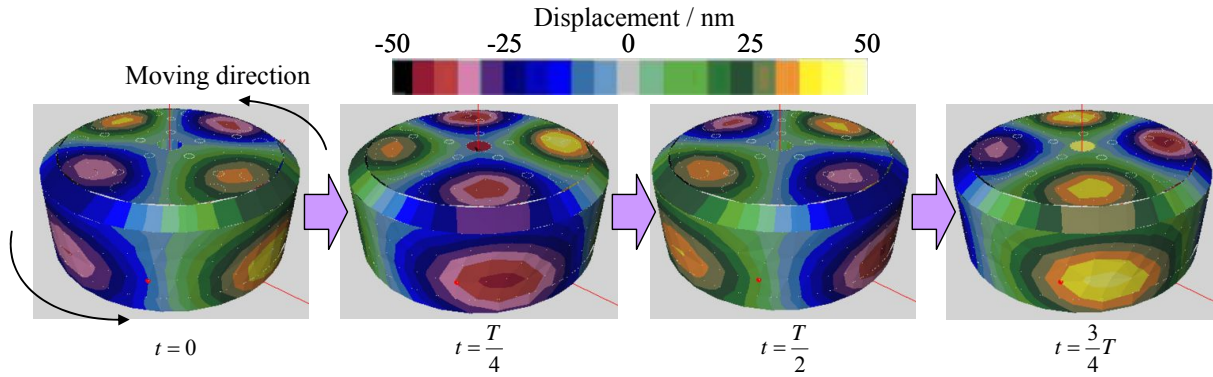 Displacement / nm
-50 -25 0 25 50
Moving direction
t = 0
t = T/4
t = T/2
t = 3/4 T